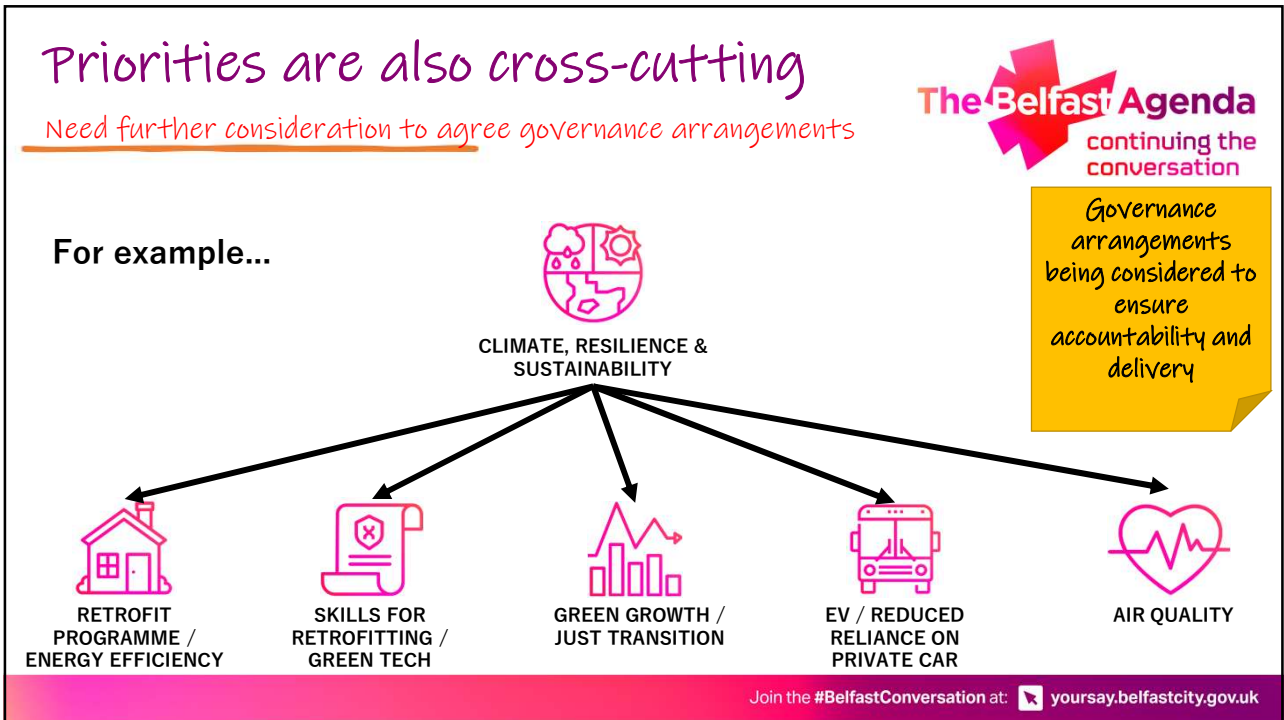 Priorities are also cross-cutting
Need further consideration to agree governance arrangements
The Belfast Agenda
continuing the
conversation
Governance
arrangements
being considered to
ensure
accountability and
delivery
For example...
CLIMATE, RESILIENCE &
SUSTAINABILITY
RETROFIT
PROGRAMME /
ENERGY EFFICIENCY
SKILLS FOR
RETROFITTING /
GREEN TECH
GREEN GROWTH /
JUST TRANSITION
EV / REDUCED
RELIANCE ON
PRIVATE CAR
AIR QUALITY
Join the #BelfastConversation at: yoursay.belfastcity.gov.uk